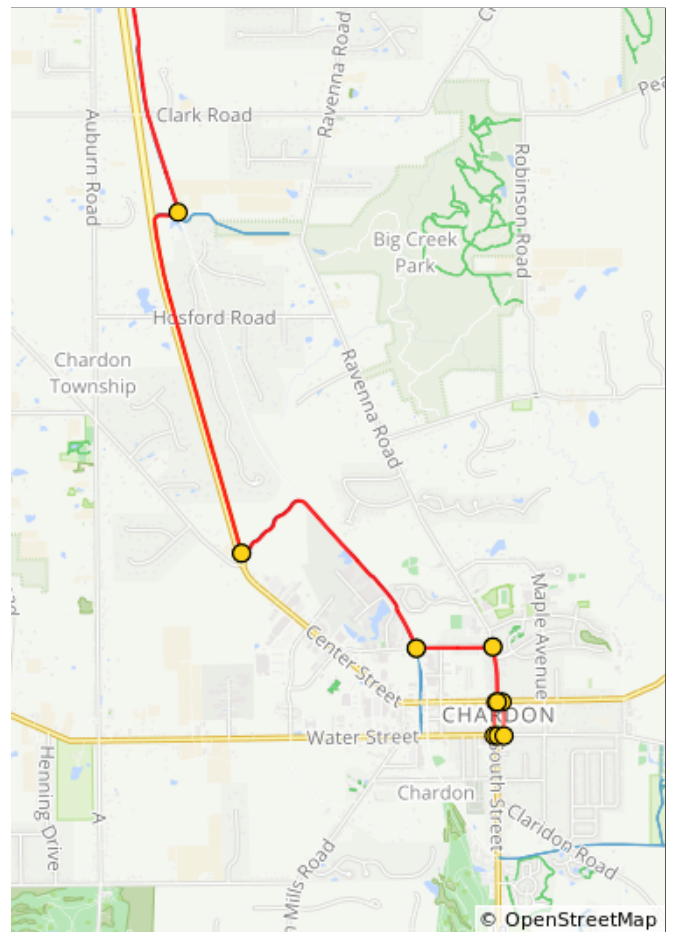 Ravenna Road
Clark Road
Auburn Road
Robinson Road
Big Creek
Park
Hosford Road
Chardon
Township
Ravenna Road
Maple Avenue
Center Street
CHARDON
Water Street
South Street
Henning Drive
Chardon
Claridon Road
Mills Road
© OpenStreetMap